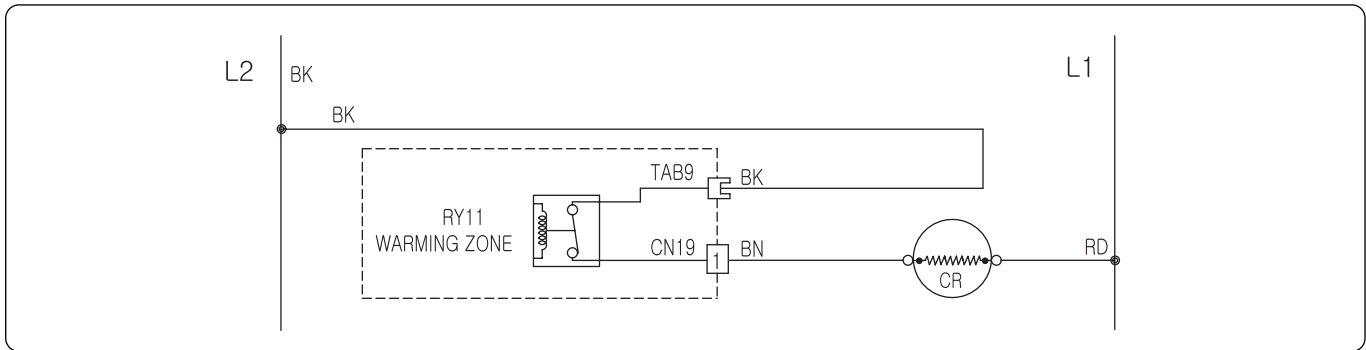 L2
BK
L1
BK
TAB9
BK
RY11
WARMING ZONE
CN19
1
BN
RD
CR